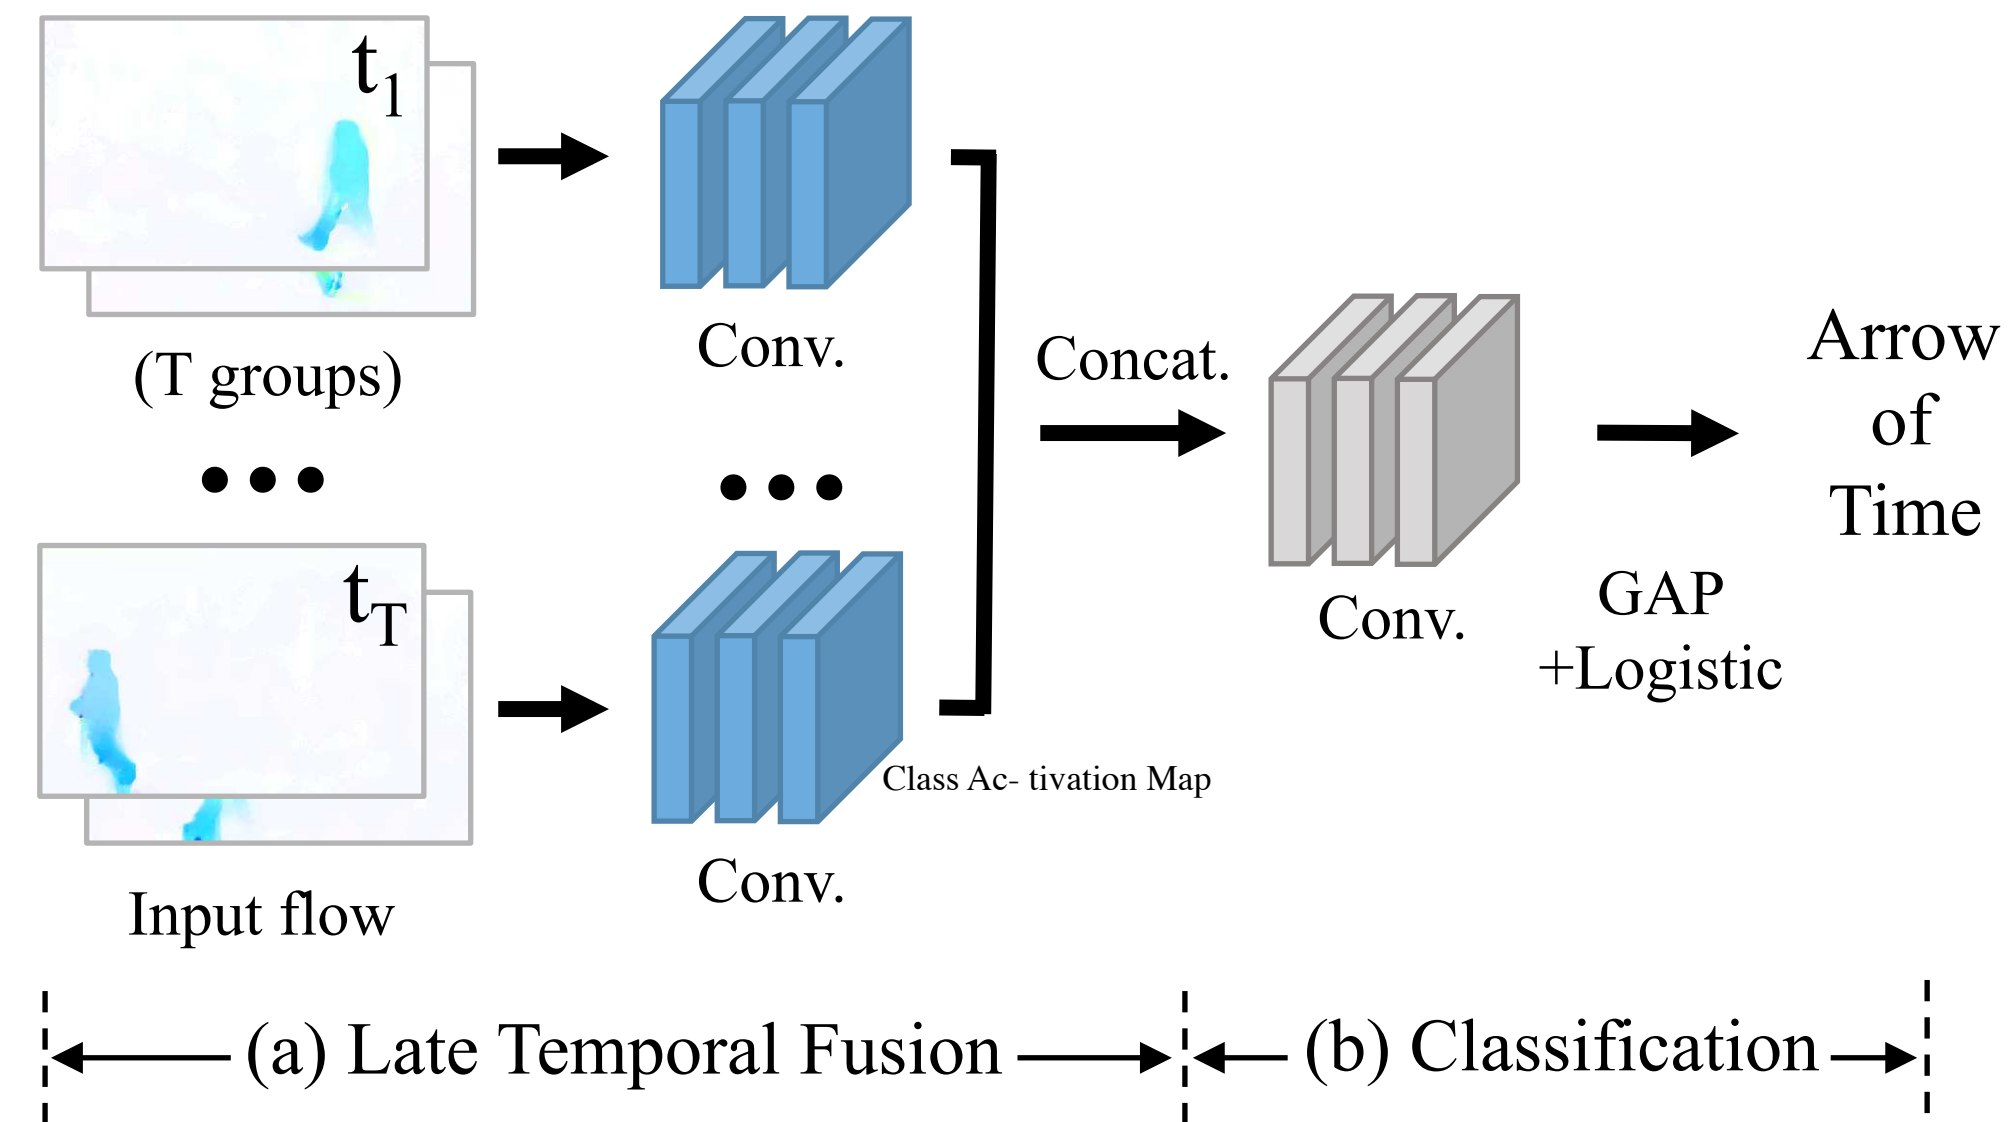 t1
(T groups)
Conv.
Concat.
Arrow
of
Time
tT
Conv.
GAP
+Logistic
Class Ac- tivation Map
Conv.
Input flow
(a) Late Temporal Fusion
(b) Classification